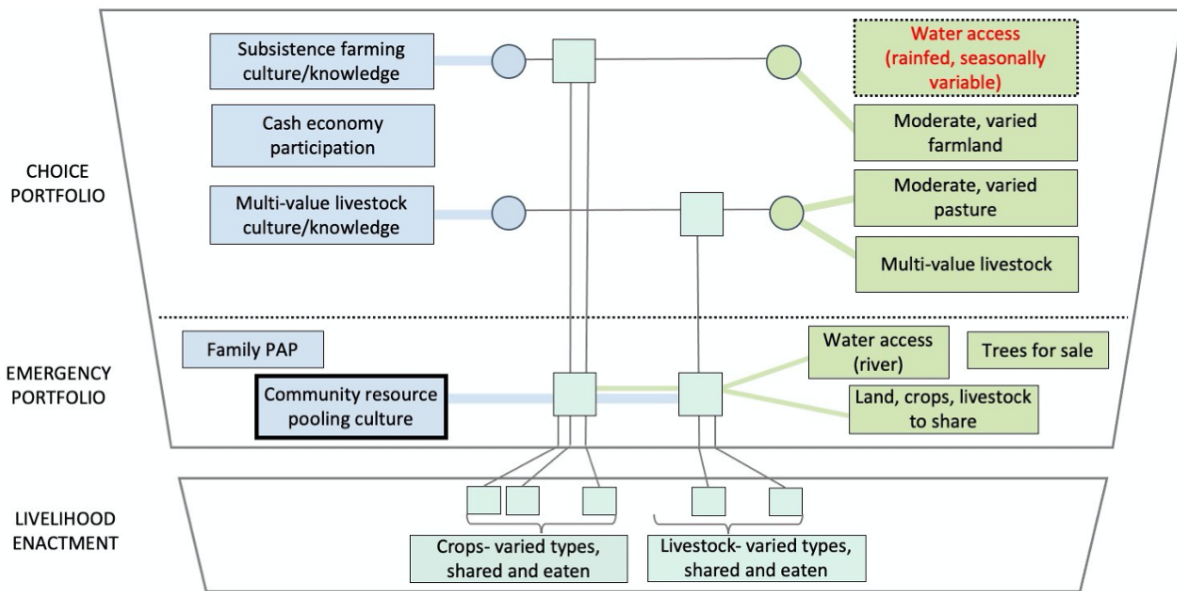 Subsistence farming
culture/knowledge
Water access
(rainfed, seasonally
variable)
Cash economy
participation
Moderate, varied
farmland
CHOICE
PORTFOLIO
Multi-value livestock
culture/knowledge
Moderate, varied
pasture
Multi-value livestock
Family PAP
Water access
(river)
Trees for sale
EMERGENCY
PORTFOLIO
Community resource
pooling culture
Land, crops, livestock
to share
LIVELIHOOD
ENACTMENT
Crops- varied types,
shared and eaten
Livestock- varied types,
shared and eaten